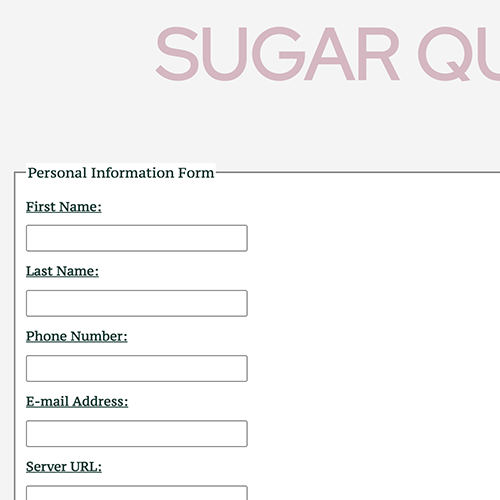 SUGAR QU
Personal Information Form
First Name:
Last Name:
Phone Number:
E-mail Address:
Server URL: